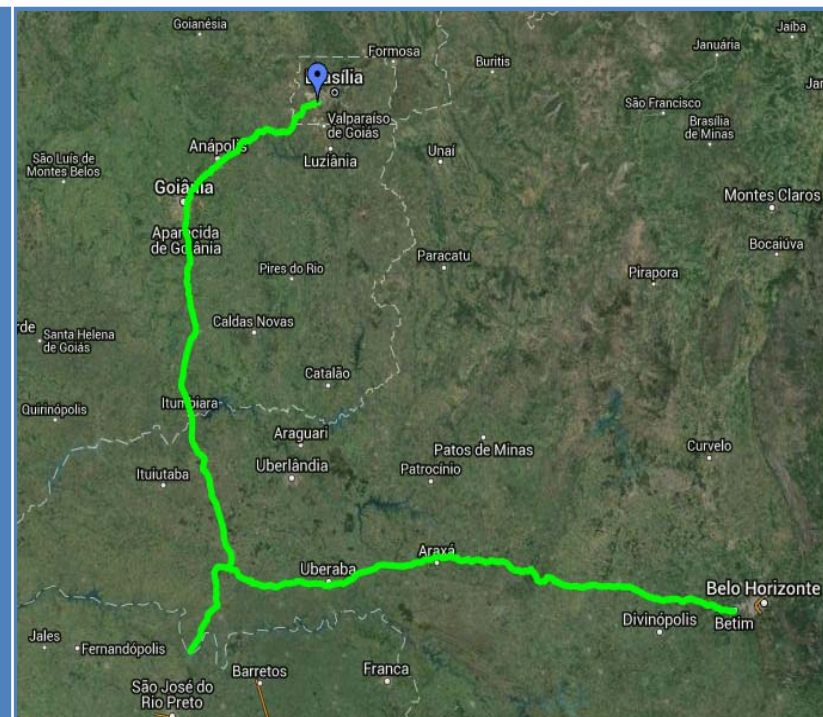 Goianésia
Formosa
Buritis
Januária
Jaíba
Brasília
São Francisco
Brasília
de Minas
Valparaíso
de Goiás
Anápolis
Luziânia
Unaí
São Luís de
Montes Belos
Goiânia
Montes Claros
Aparecida
de Goiânia
Bocaiúva
Paracatu
Pires do Rio
Pirapora
Caldas Novas
Santa Helena
de Goiás
Catalão
Itumbiara
Quirinópolis
Araguari
Patos de Minas
Curvelo
Uberlândia
Patrocínio
Ituiutaba
Araxá
Uberaba
Belo Horizonte
Divinópolis
Betim
Jales
Fernandópolis
Barretos
Franca
São José do
Rio Preto